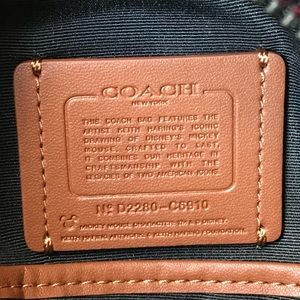 COACH
NEW YORK
THIS COACH BAG FEATURES THE
ARTIST KEITH HARING'S ICONIC
DRAWING OF DISNEY'S MICKEY
MOUSE. CRAFTED TO LAST,
IT COMBINES OUR HERITAGE IN
CRAFTSMANSHIP WITH THE
LEGACIES OF TWO AMERICAN ICONS.
Nº D2280-C6910
MICKEY MOUSE CHARACTER: TM & © DISNEY.
KEITH HARING ARTWORKS © KEITH HARING FOUNDATION.